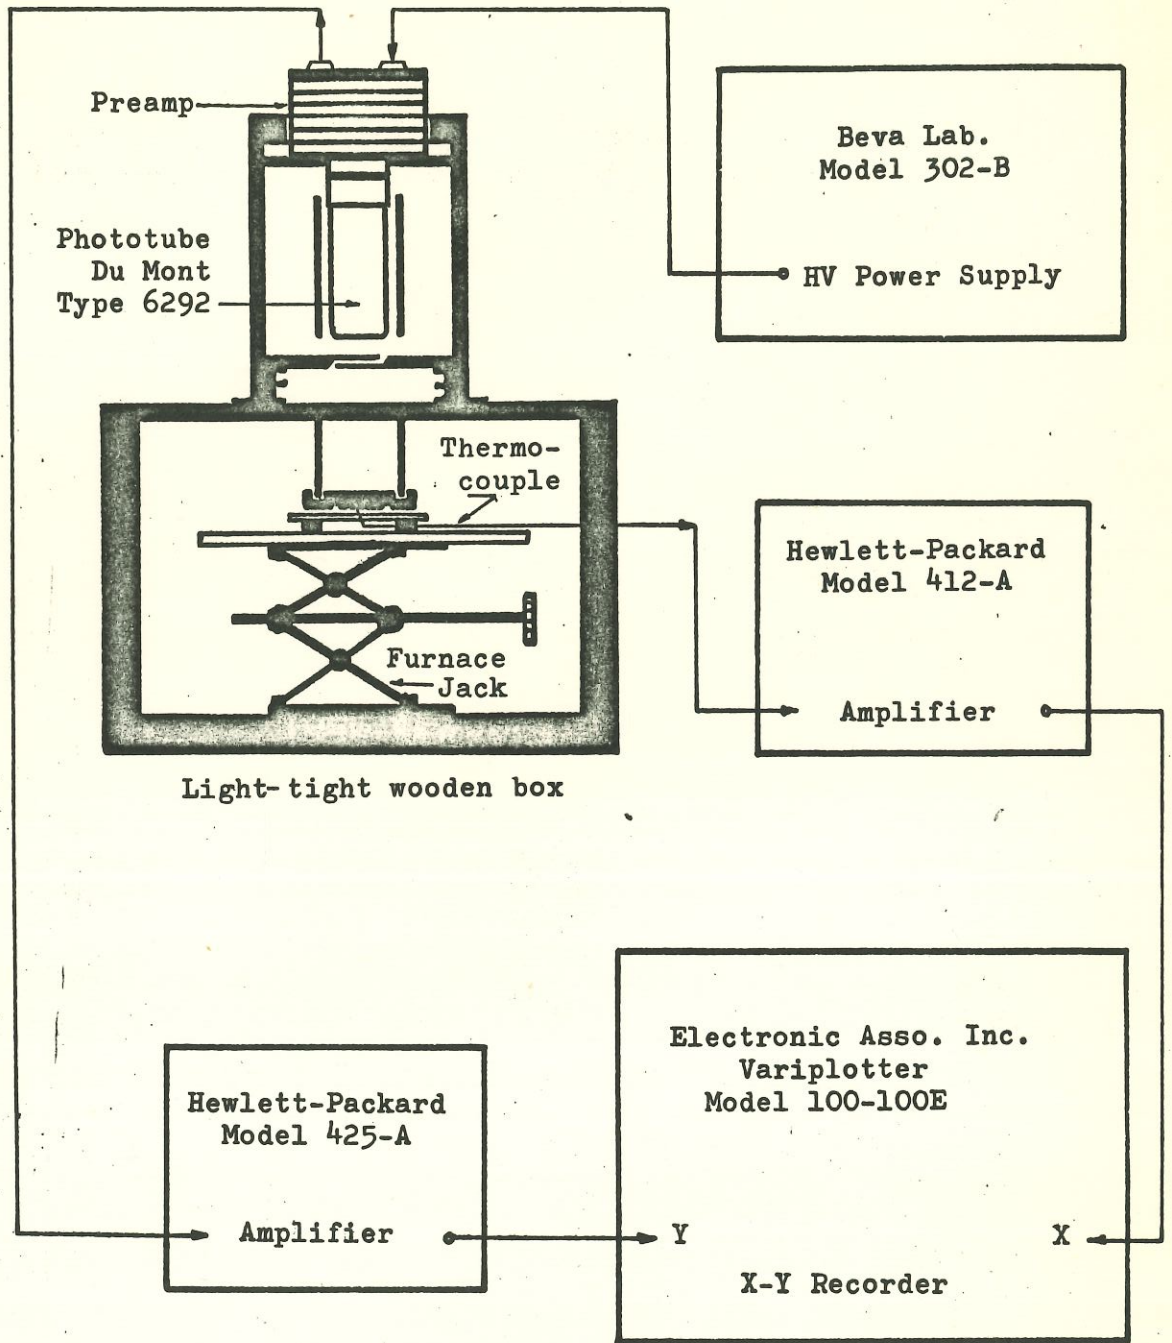 Preamp
Beva Lab.
Model 302-B
HV Power Supply
Phototube
Du Mont
Type 6292
Thermo-
couple
Hewlett-Packard
Model 412-A
Amplifier
Furnace
Jack
Light-tight wooden box
Electronic Asso. Inc.
Variplotter
Model 100-100E
Y
X
X-Y Recorder
Hewlett-Packard
Model 425-A
Amplifier